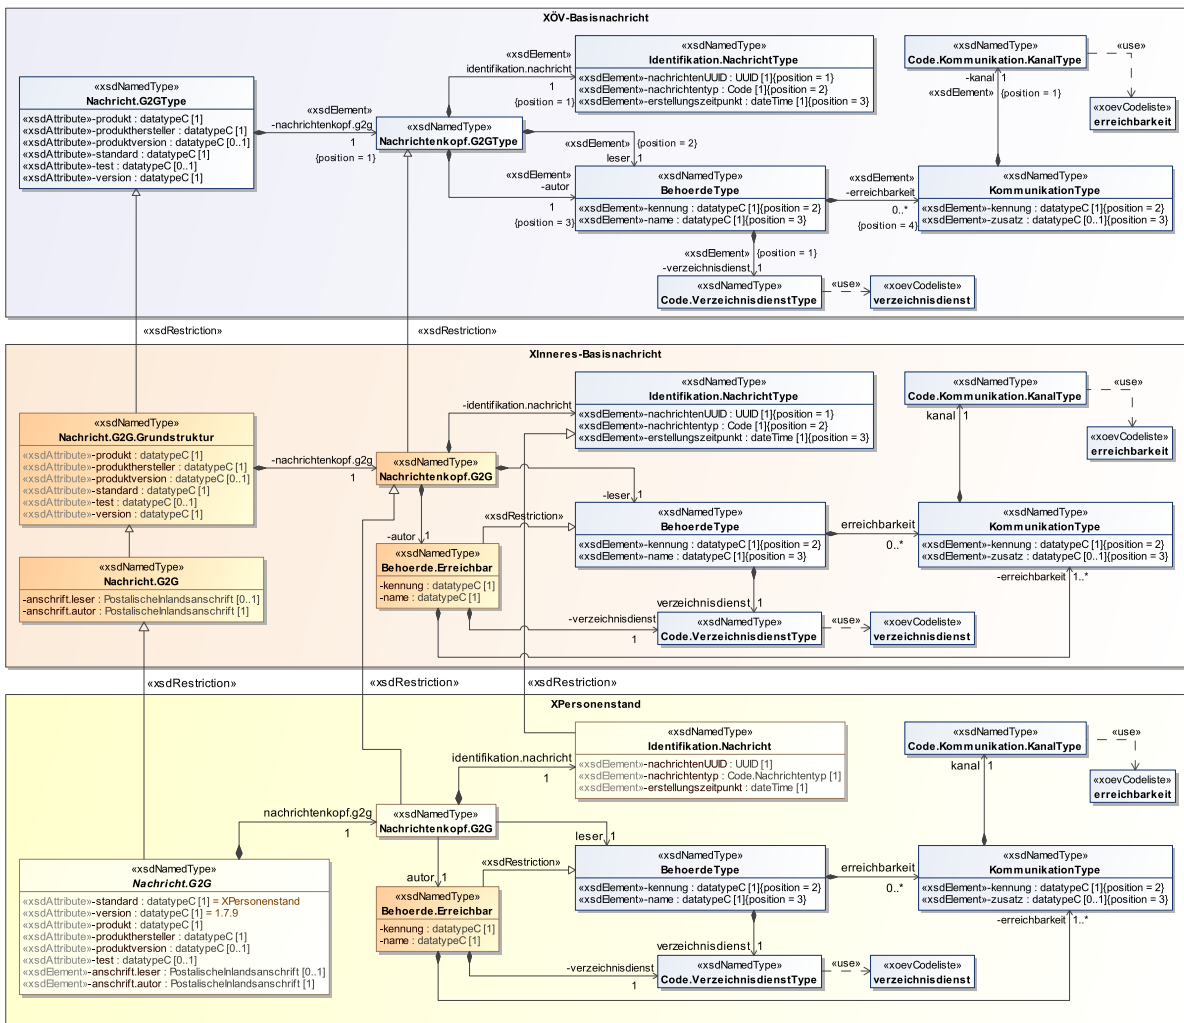 XÖV-Basisnachricht
«xsdNamedType»
Nachricht.G2GType
«xsdAttribute»-produkt : datatypeC [1]
«xsdAttribute»-produkthersteller : datatypeC [1]
«xsdAttribute»-produktversion : datatypeC [0..1]
«xsdAttribute»-standard : datatypeC [1]
«xsdAttribute»-test : datatypeC [0..1]
«xsdAttribute»-version : datatypeC [1]
«xsdElement»
-nachrichtenkopf.g2g
1
{position = 1}
«xsdNamedType»
Nachrichtenkopf.G2GType
«xsdElement»
identifikation.nachricht
1
{position = 1}
«xsdNamedType»
Identifikation.NachrichtType
«xsdElement»-nachrichtenUUID : UUID [1]{position = 1}
«xsdElement»-nachrichtentyp : Code [1]{position = 2}
«xsdElement»-erstellungszeitpunkt : dateTime [1]{position = 3}
«xsdElement»
{position = 2}
leser 1
«xsdElement»
-autor
1
{position = 3}
«xsdNamedType»
BehoerdeType
«xsdElement»-kennung : datatypeC [1]{position = 2}
«xsdElement»-name : datatypeC [1]{position = 3}
«xsdElement»
-erreichbarkeit
0..*
{position = 4}
«xsdNamedType»
Code.Kommunikation.KanalType
«use»
«xoevCodeliste»
erreichbarkeit
-kanal 1
«xsdElement» {position = 1}
«xsdNamedType»
KommunikationType
«xsdElement»-kennung : datatypeC [1]{position = 2}
«xsdElement»-zusatz : datatypeC [0..1]{position = 3}
«xsdElement» {position = 1}
-verzeichnisdienst 1
«xsdNamedType»
Code.VerzeichnisdienstType
«use»
«xoevCodeliste»
verzeichnisdienst
«xsdRestriction»
«xsdRestriction»
XInneres-Basisnachricht
«xsdNamedType»
Nachricht.G2G.Grundstruktur
«xsdAttribute»-produkt : datatypeC [1]
«xsdAttribute»-produkthersteller : datatypeC [1]
«xsdAttribute»-produktversion : datatypeC [0..1]
«xsdAttribute»-standard : datatypeC [1]
«xsdAttribute»-test : datatypeC [0..1]
«xsdAttribute»-version : datatypeC [1]
«xsdNamedType»
Nachricht.G2G
-anschrift.leser : PostalischeInlandsanschrift [0..1]
-anschrift.autor : PostalischeInlandsanschrift [1]
-nachrichtenkopf.g2g
1
«xsdNamedType»
Nachrichtenkopf.G2G
-identifikation.nachricht
«xsdNamedType»
Identifikation.NachrichtType
«xsdElement»-nachrichtenUUID : UUID [1]{position = 1}
«xsdElement»-nachrichtentyp : Code [1]{position = 2}
«xsdElement»-erstellungszeitpunkt : dateTime [1]{position = 3}
-leser 1
«xsdRestriction»
-autor 1
«xsdNamedType»
Behoerde.Erreichbar
-kennung : datatypeC [1]
-name : datatypeC [1]
«xsdNamedType»
BehoerdeType
«xsdElement»-kennung : datatypeC [1]{position = 2}
«xsdElement»-name : datatypeC [1]{position = 3}
erreichbarkeit
0..*
«xsdNamedType»
Code.Kommunikation.KanalType
«use»
«xoevCodeliste»
erreichbarkeit
kanal 1
«xsdNamedType»
KommunikationType
«xsdElement»-kennung : datatypeC [1]{position = 2}
«xsdElement»-zusatz : datatypeC [0..1]{position = 3}
-erreichbarkeit 1..*
verzeichnisdienst 1
-verzeichnisdienst
1
«xsdNamedType»
Code.VerzeichnisdienstType
«use»
«xoevCodeliste»
verzeichnisdienst
«xsdRestriction»
«xsdRestriction»
«xsdRestriction»
XPersonenstand
«xsdNamedType»
Identifikation.Nachricht
«xsdElement»-nachrichtenUUID : UUID [1]
«xsdElement»-nachrichtentyp : Code.Nachrichtentyp [1]
«xsdElement»-erstellungszeitpunkt : dateTime [1]
identifikation.nachricht
1
nachrichtenkopf.g2g
1
«xsdNamedType»
Nachrichtenkopf.G2G
leser 1
«xsdNamedType»
Nachricht.G2G
«xsdAttribute»-standard : datatypeC [1] = XPersonenstand
«xsdAttribute»-version : datatypeC [1] = 1.7.9
«xsdAttribute»-produkt : datatypeC [1]
«xsdAttribute»-produkthersteller : datatypeC [1]
«xsdAttribute»-produktversion : datatypeC [0..1]
«xsdAttribute»-test : datatypeC [0..1]
«xsdElement»-anschrift.leser : PostalischeInlandsanschrift [0..1]
«xsdElement»-anschrift.autor : PostalischeInlandsanschrift [1]
«xsdRestriction»
autor 1
«xsdNamedType»
Behoerde.Erreichbar
-kennung : datatypeC [1]
-name : datatypeC [1]
«xsdNamedType»
BehoerdeType
«xsdElement»-kennung : datatypeC [1]{position = 2}
«xsdElement»-name : datatypeC [1]{position = 3}
erreichbarkeit
0..*
«xsdNamedType»
Code.Kommunikation.KanalType
«use»
«xoevCodeliste»
erreichbarkeit
kanal 1
«xsdNamedType»
KommunikationType
«xsdElement»-kennung : datatypeC [1]{position = 2}
«xsdElement»-zusatz : datatypeC [0..1]{position = 3}
-erreichbarkeit 1..*
verzeichnisdienst 1
-verzeichnisdienst
1
«xsdNamedType»
Code.VerzeichnisdienstType
«use»
«xoevCodeliste»
verzeichnisdienst